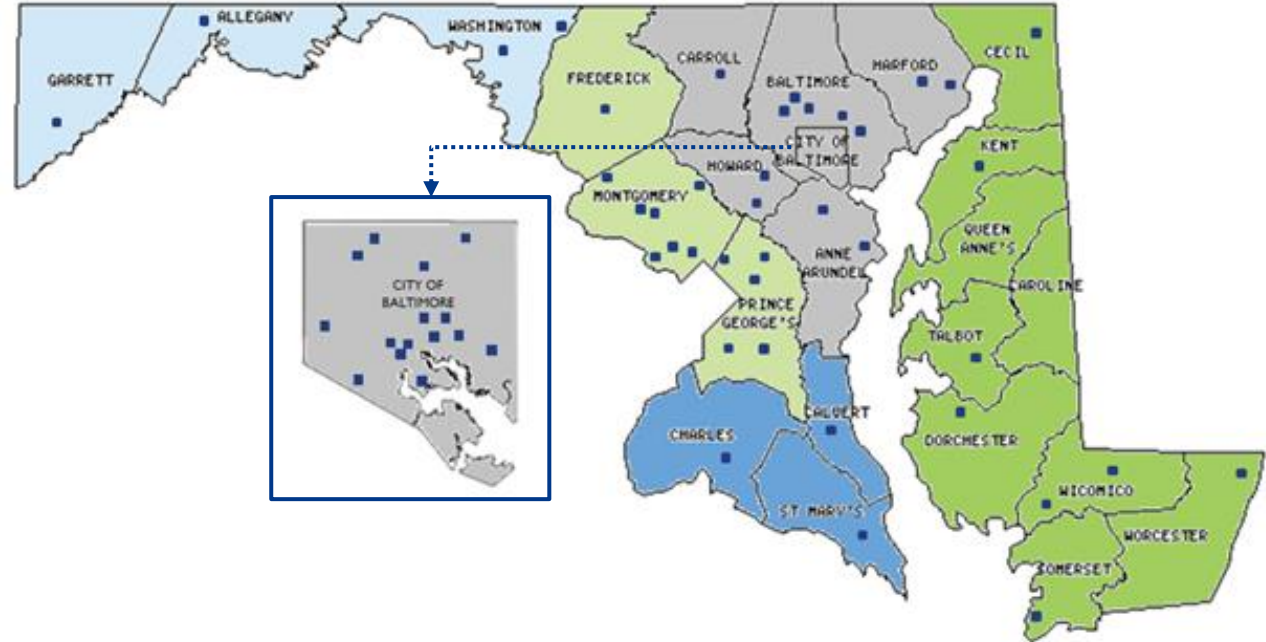 ALLEGANY
WASHINGTON
GARRETT
FREDERICK
CARROLL
BALTIMORE
HARFORD
CECIL
CITY OF
BALTIMORE
HOWARD
KENT
MONTGOMERY
QUEEN
ANNE'S
ANNE
ARUNDEL
CAROLINE
PRINCE
GEORGE'S
TALBOT
CITY OF
BALTIMORE
CHARLES
CALVERT
DORCHESTER
ST MARY'S
WICOMICO
WORCESTER
SOMERSET